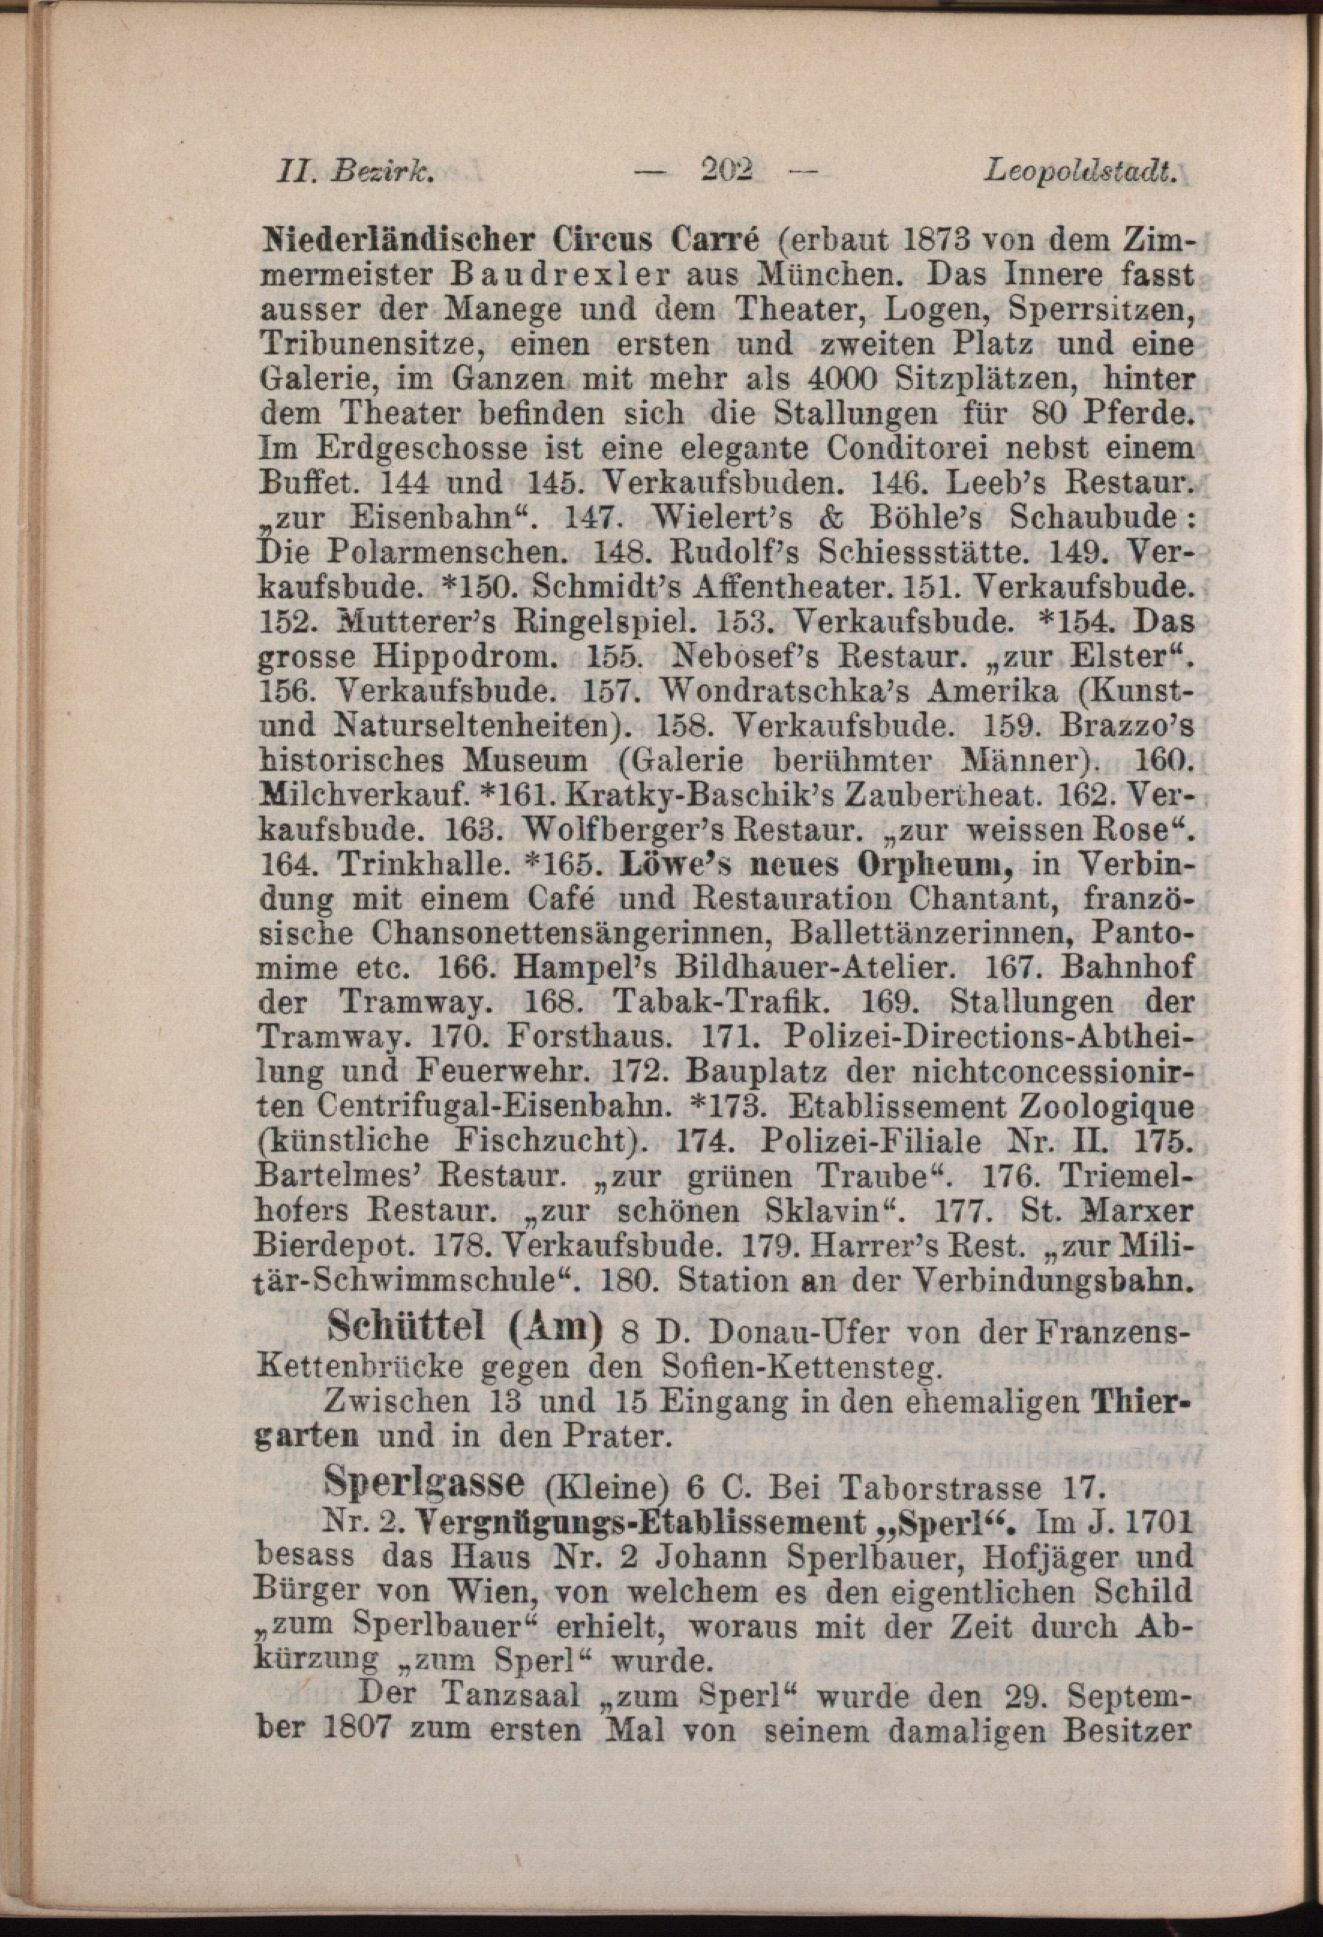 II. Bezirk. — 202 — Leopoldstadt.
Niederländischer Circus Carré (erbaut 1873 von dem Zim-
mermeister Baudrexler aus München. Das Innere fasst
ausser der Manege und dem Theater, Logen, Sperrsitzen,
Tribunensitze, einen ersten und zweiten Platz und eine
Galerie, im Ganzen mit mehr als 4000 Sitzplätzen, hinter
dem Theater befinden sich die Stallungen für 80 Pferde.
Im Erdgeschosse ist eine elegante Conditorei nebst einem
Buffet. 144 und 145. Verkaufsbuden. 146. Leeb's Restaur.
„zur Eisenbahn“. 147. Wielert's & Böhle's Schaubude:
Die Polarmenschen. 148. Rudolf's Schiessstätte. 149. Ver-
kaufsbude. *150. Schmidt's Affentheater. 151. Verkaufsbude.
152. Mutterer's Ringelspiel. 153. Verkaufsbude. *154. Das
grosse Hippodrom. 155. Nebosef's Restaur. „zur Elster“.
156. Verkaufsbude. 157. Wondratschka's Amerika (Kunst-
und Naturseltenheiten). 158. Verkaufsbude. 159. Brazzo's
historisches Museum (Galerie berühmter Männer). 160.
Milchverkauf. *161. Kratky-Baschik's Zaubertheat. 162. Ver-
kaufsbude. 163. Wolfberger's Restaur. „zur weissen Rose“.
164. Trinkhalle. *165. Löwe's neues Orpheum, in Verbin-
dung mit einem Café und Restauration Chantant, franzö-
sische Chansonettensängerinnen, Ballettänzerinnen, Panto-
mime etc. 166. Hampel's Bildhauer-Atelier. 167. Bahnhof
der Tramway. 168. Tabak-Trafik. 169. Stallungen der
Tramway. 170. Forsthaus. 171. Polizei-Directions-Abthei-
lung und Feuerwehr. 172. Bauplatz der nichtconcessionir-
ten Centrifugal-Eisenbahn. *173. Etablissement Zoologique
(künstliche Fischzucht). 174. Polizei-Filiale Nr. II. 175.
Bartelmes' Restaur. „zur grünen Traube“. 176. Triemel-
hofers Restaur. „zur schönen Sklavin“. 177. St. Marxer
Bierdepot. 178. Verkaufsbude. 179. Harrer's Rest. „zur Mili-
tär-Schwimmschule“. 180. Station an der Verbindungsbahn.
Schüttel (Am) 8 D. Donau-Ufer von der Franzens-
Kettenbrücke gegen den Sofien-Kettensteg.
Zwischen 13 und 15 Eingang in den ehemaligen Thier-
garten und in den Prater.
Sperlgasse (Kleine) 6 C. Bei Taborstrasse 17.
Nr. 2. Vergnügungs-Etablissement „Sperl“. Im J. 1701
besass das Haus Nr. 2 Johann Sperlbauer, Hofjäger und
Bürger von Wien, von welchem es den eigentlichen Schild
„zum Sperlbauer“ erhielt, woraus mit der Zeit durch Ab-
kürzung „zum Sperl“ wurde.
Der Tanzsaal „zum Sperl“ wurde den 29. Septem-
ber 1807 zum ersten Mal von seinem damaligen Besitzer